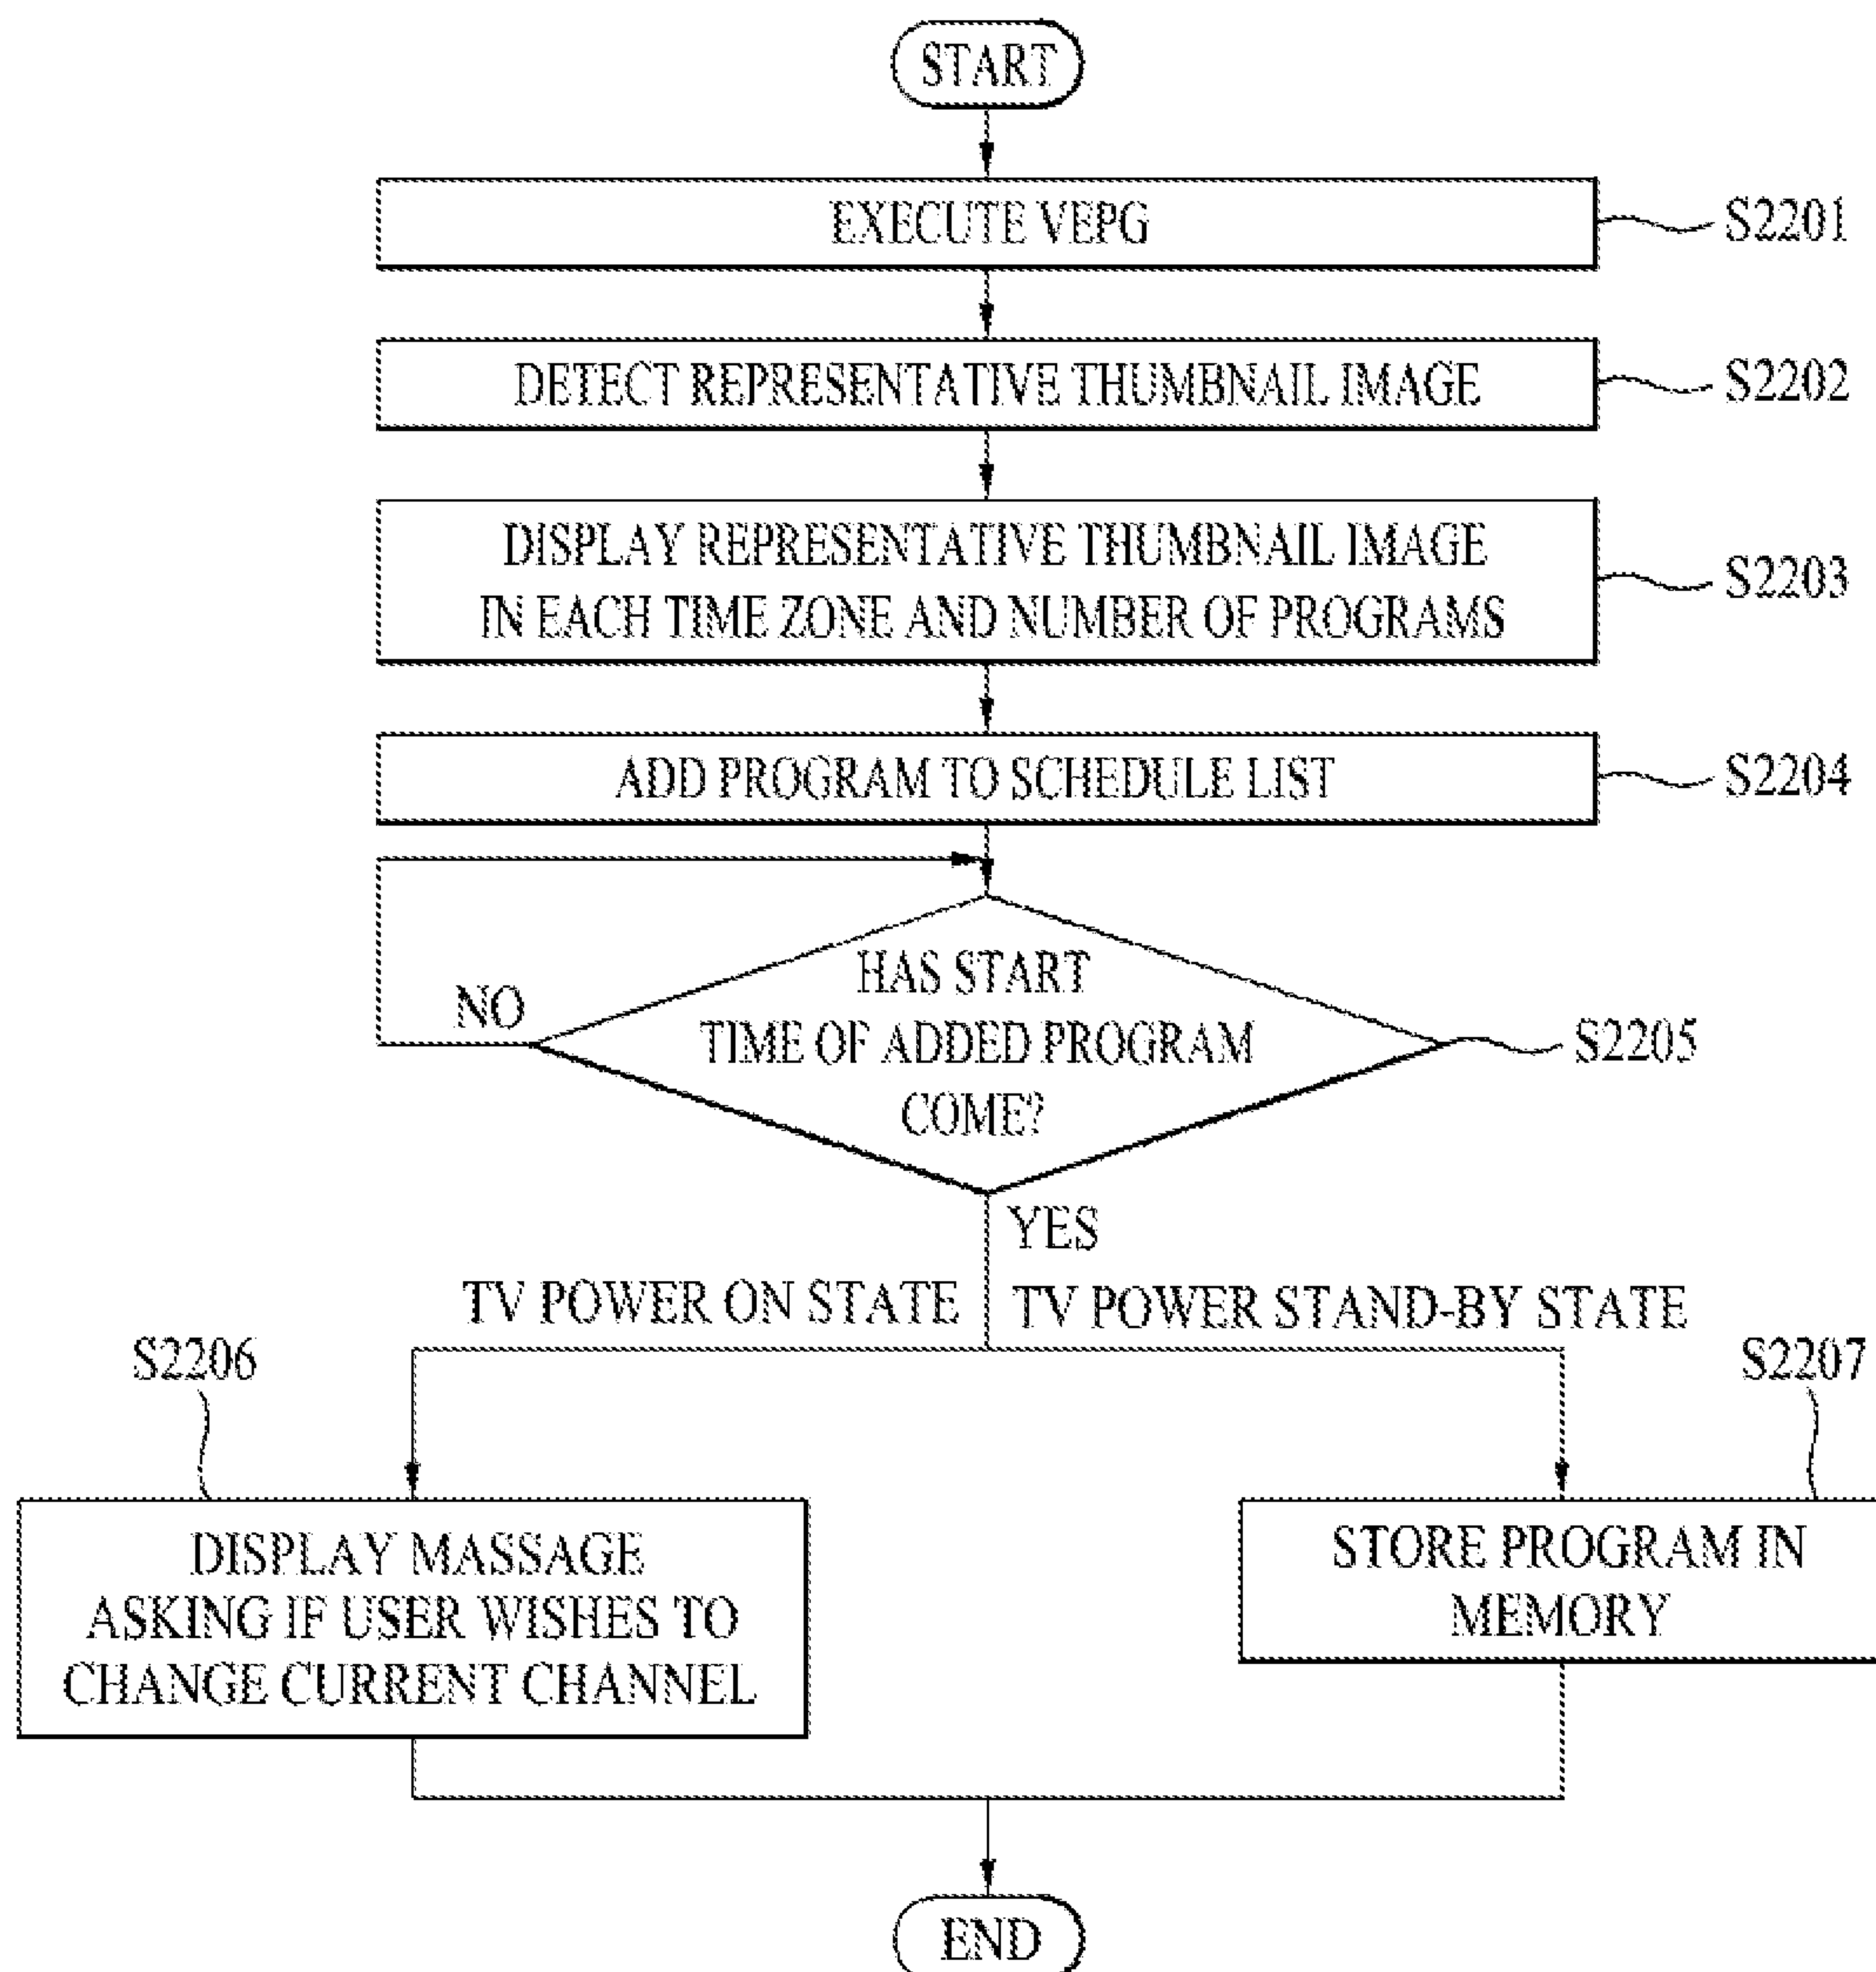 START
EXECUTE VEPG
S2201
DETECT REPRESENTATIVE THUMBNAIL IMAGE
S2202
DISPLAY REPRESENTATIVE THUMBNAIL IMAGE
IN EACH TIME ZONE AND NUMBER OF PROGRAMS
S2203
ADD PROGRAM TO SCHEDULE LIST
S2204
HAS START
TIME OF ADDED PROGRAM
COME?
NO
S2205
YES
TV POWER ON STATE
TV POWER STAND-BY STATE
S2206
S2207
DISPLAY MASSAGE
ASKING IF USER WISHES TO
CHANGE CURRENT CHANNEL
STORE PROGRAM IN
MEMORY
END